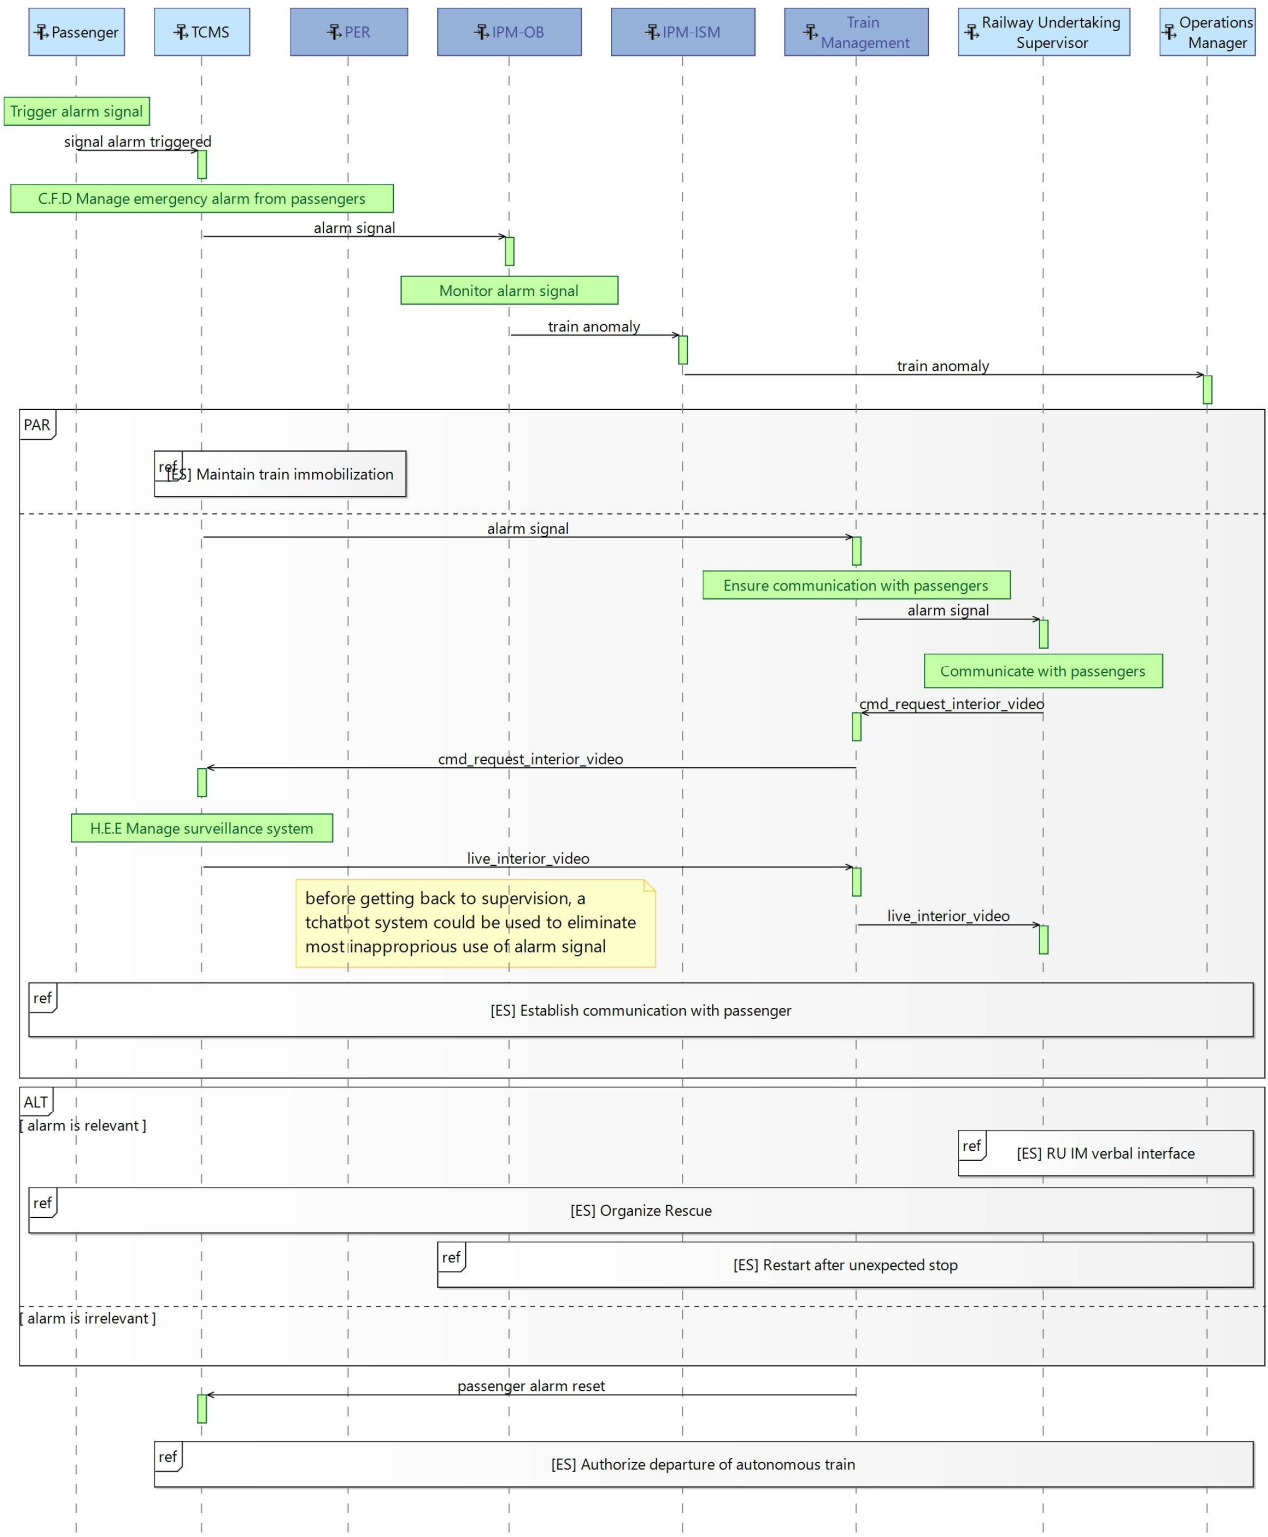 Passenger
TCMS
PER
IPM-OB
IPM-ISM
Train
Management
Railway Undertaking
Supervisor
Operations
Manager
Trigger alarm signal
signal alarm triggered
C.F.D Manage emergency alarm from passengers
alarm signal
Monitor alarm signal
train anomaly
train anomaly
PAR
ref
[ES] Maintain train immobilization
alarm signal
Ensure communication with passengers
alarm signal
Communicate with passengers
cmd_request_interior_video
cmd_request_interior_video
H.E.E Manage surveillance system
live_interior_video
before getting back to supervision, a
tchatbot system could be used to eliminate
most inapproprious use of alarm signal
live_interior_video
ref
[ES] Establish communication with passenger
ALT
[ alarm is relevant ]
ref
[ES] RU IM verbal interface
ref
[ES] Organize Rescue
ref
[ES] Restart after unexpected stop
[ alarm is irrelevant ]
passenger alarm reset
ref
[ES] Authorize departure of autonomous train